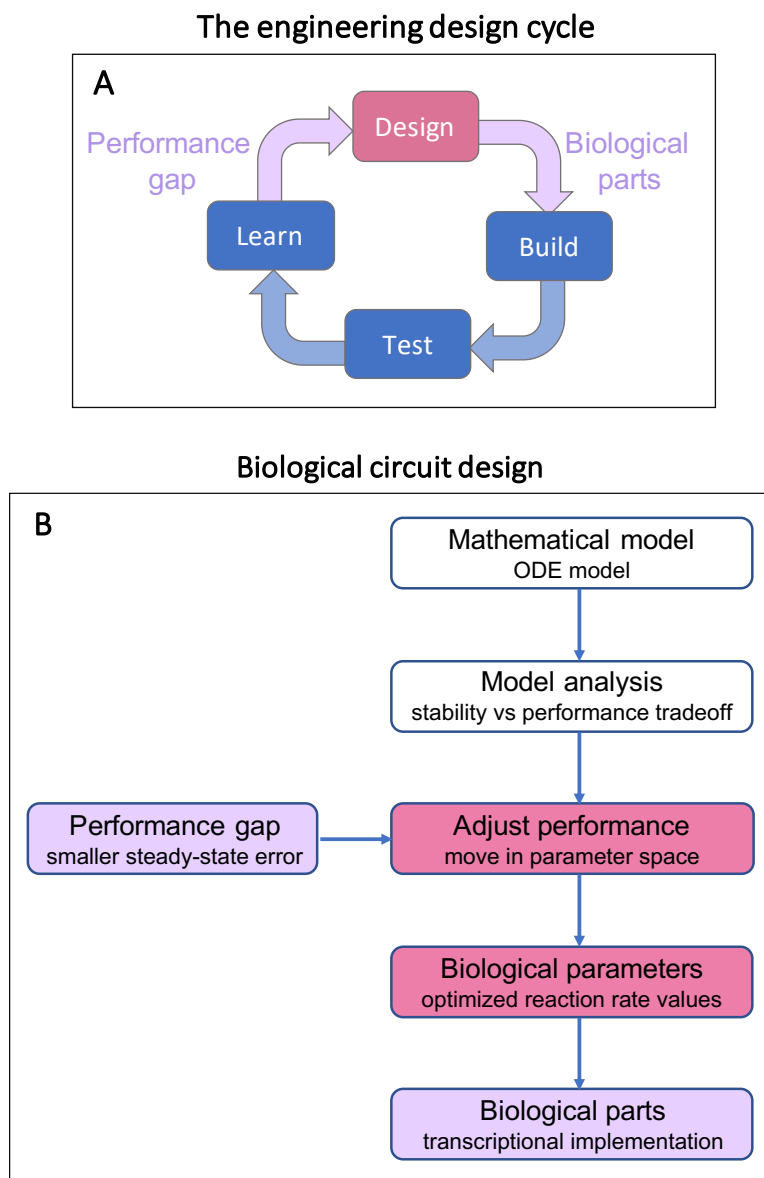 The engineering design cycle
A
Design
Performance
gap
Biological
parts
Learn
Build
Test
Biological circuit design
B
Mathematical model
ODE model
Model analysis
stability vs performance tradeoff
Performance gap
smaller steady-state error
Adjust performance
move in parameter space
Biological parameters
optimized reaction rate values
Biological parts
transcriptional implementation